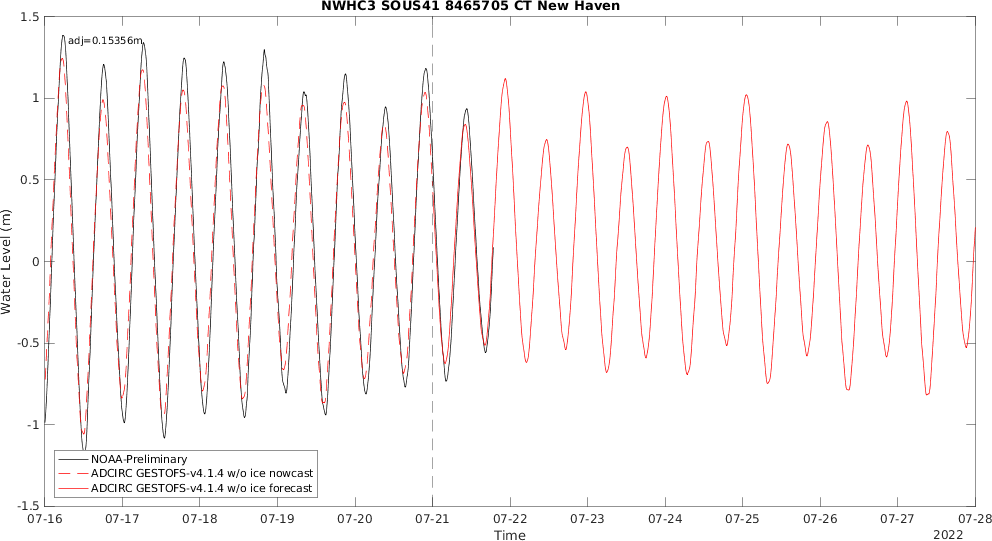 NWHC3 SOUS41 8465705 CT New Haven
adj=0.15356m
1.5
1
0.5
0
-0.5
-1
-1.5
Water Level (m)
NOAA-Preliminary
ADCIRC GESTOFS-v4.1.4 w/o ice nowcast
ADCIRC GESTOFS-v4.1.4 w/o ice forecast
07-16 07-17 07-18 07-19 07-20 07-21 07-22 07-23 07-24 07-25 07-26 07-27 07-28
Time
2022